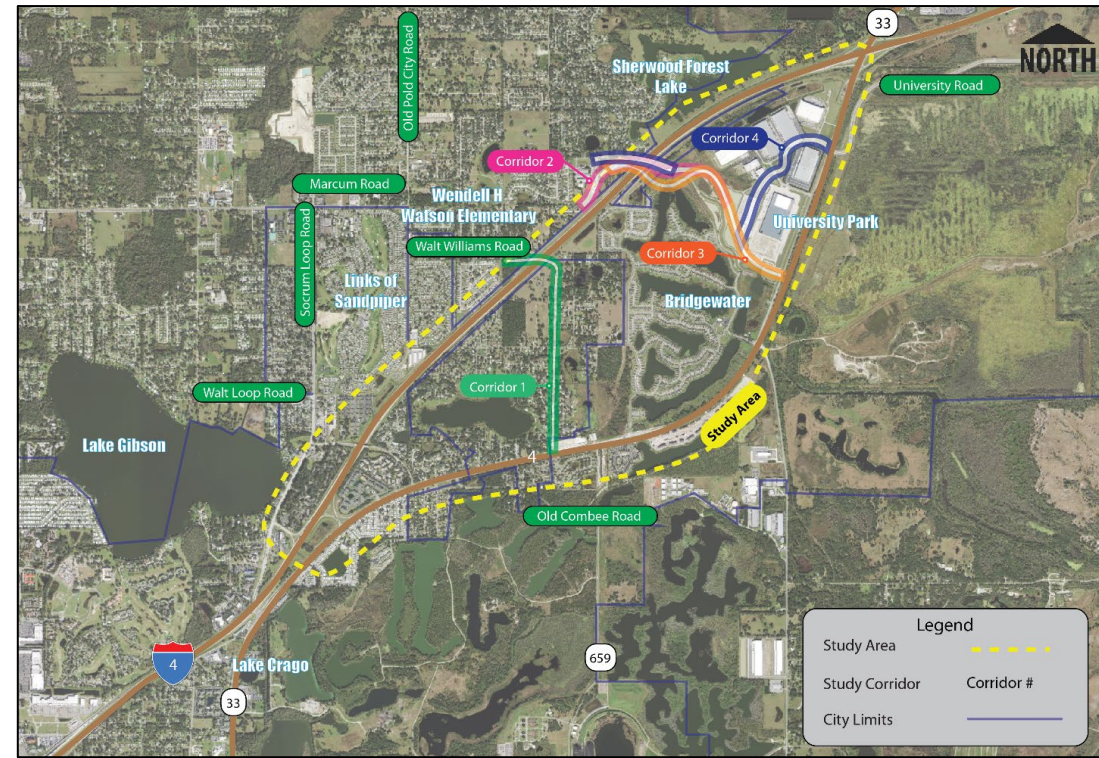 33
NORTH
Old Pold City Road
Sherwood Forest
Lake
University Road
Corridor 4
Corridor 2
Marcum Road
Wendell H
Watson Elementary
Socrum Loop Road
University Park
Walt Williams Road
Corridor 3
Links of
Sandpiper
Bridgewater
Corridor 1
Walt Loop Road
Study Area
Lake Gibson
4
Old Combee Road
Legend
Study Area
Study Corridor Corridor #
City Limits
4
Lake Crago
659
33